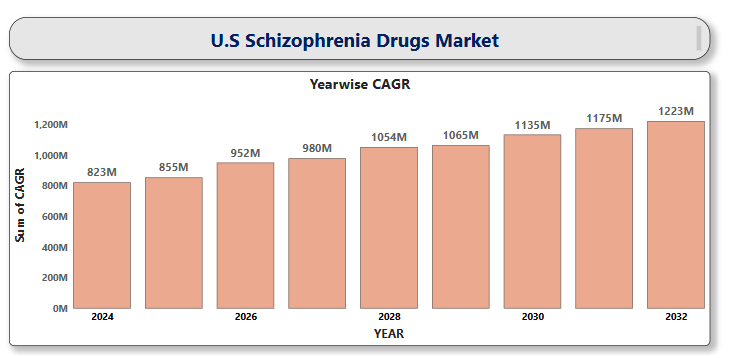 U.S Schizophrenia Drugs Market
Yearwise CAGR
Sum of CAGR
1,200M
1,000M
800M
600M
400M
200M
0M
823M
855M
952M
980M
1054M
1065M
1135M
1175M
1223M
2024
2026
2028
2030
2032
YEAR